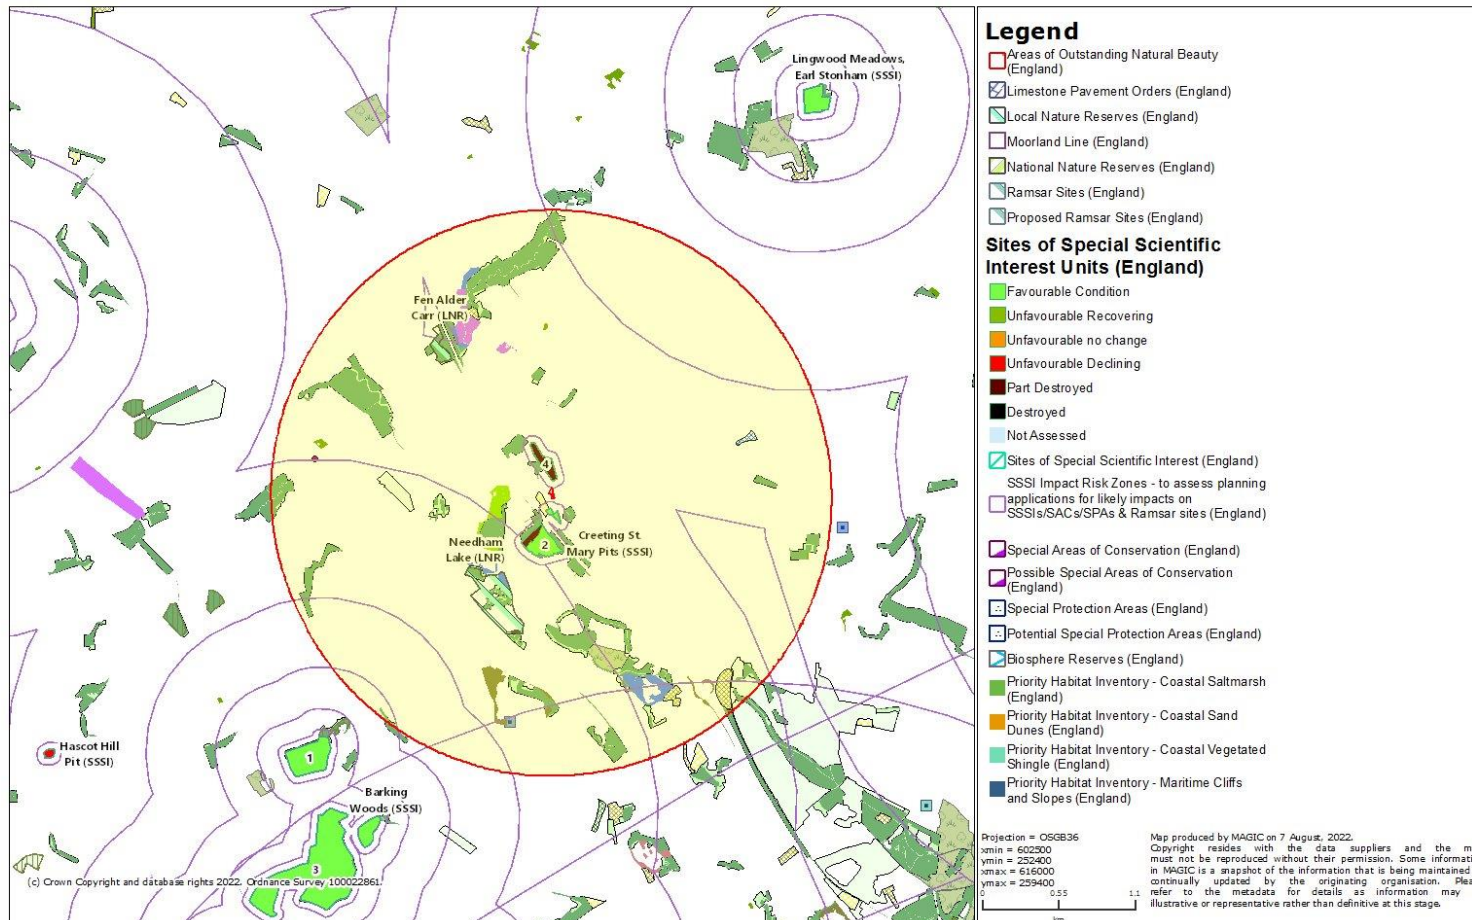 Lingwood Meadows,
Earl Stonham (SSSI)
Fen Alder
Carr (LNR)
4
4
Creeting St.
Mary Pits (SSSI)
2
Needham
Lake (LNR)
Hascot Hill
Pit (SSSI)
1
Barking
Woods (SSSI)
3
(c) Crown Copyright and database rights 2022. Ordnance Survey 100022861.
Legend
Areas of Outstanding Natural Beauty
(England)
Limestone Pavement Orders (England)
Local Nature Reserves (England)
Moorland Line (England)
National Nature Reserves (England)
Ramsar Sites (England)
Proposed Ramsar Sites (England)
Sites of Special Scientific
Interest Units (England)
Favourable Condition
Unfavourable Recovering
Unfavourable no change
Unfavourable Declining
Part Destroyed
Destroyed
Not Assessed
Sites of Special Scientific Interest (England)
SSSI Impact Risk Zones - to assess planning
applications for likely impacts on
SSSIs/SACs/SPAs & Ramsar sites (England)
Special Areas of Conservation (England)
Possible Special Areas of Conservation
(England)
Special Protection Areas (England)
Potential Special Protection Areas (England)
Biosphere Reserves (England)
Priority Habitat Inventory - Coastal Saltmarsh
(England)
Priority Habitat Inventory - Coastal Sand
Dunes (England)
Priority Habitat Inventory - Coastal Vegetated
Shingle (England)
Priority Habitat Inventory - Maritime Cliffs
and Slopes (England)
Projection = OSGB36
xmin = 602500
ymin = 252400
xmax = 616000
ymax = 259400
0 0.55 1.1
km
Map produced by MAGIC on 7 August, 2022.
Copyright resides with the data suppliers and the m
must not be reproduced without their permission. Some informati
in MAGIC is a snapshot of the information that is being maintained
continually updated by the originating organisation. Plea
refer to the metadata for details as information may
illustrative or representative rather than definitive at this stage.